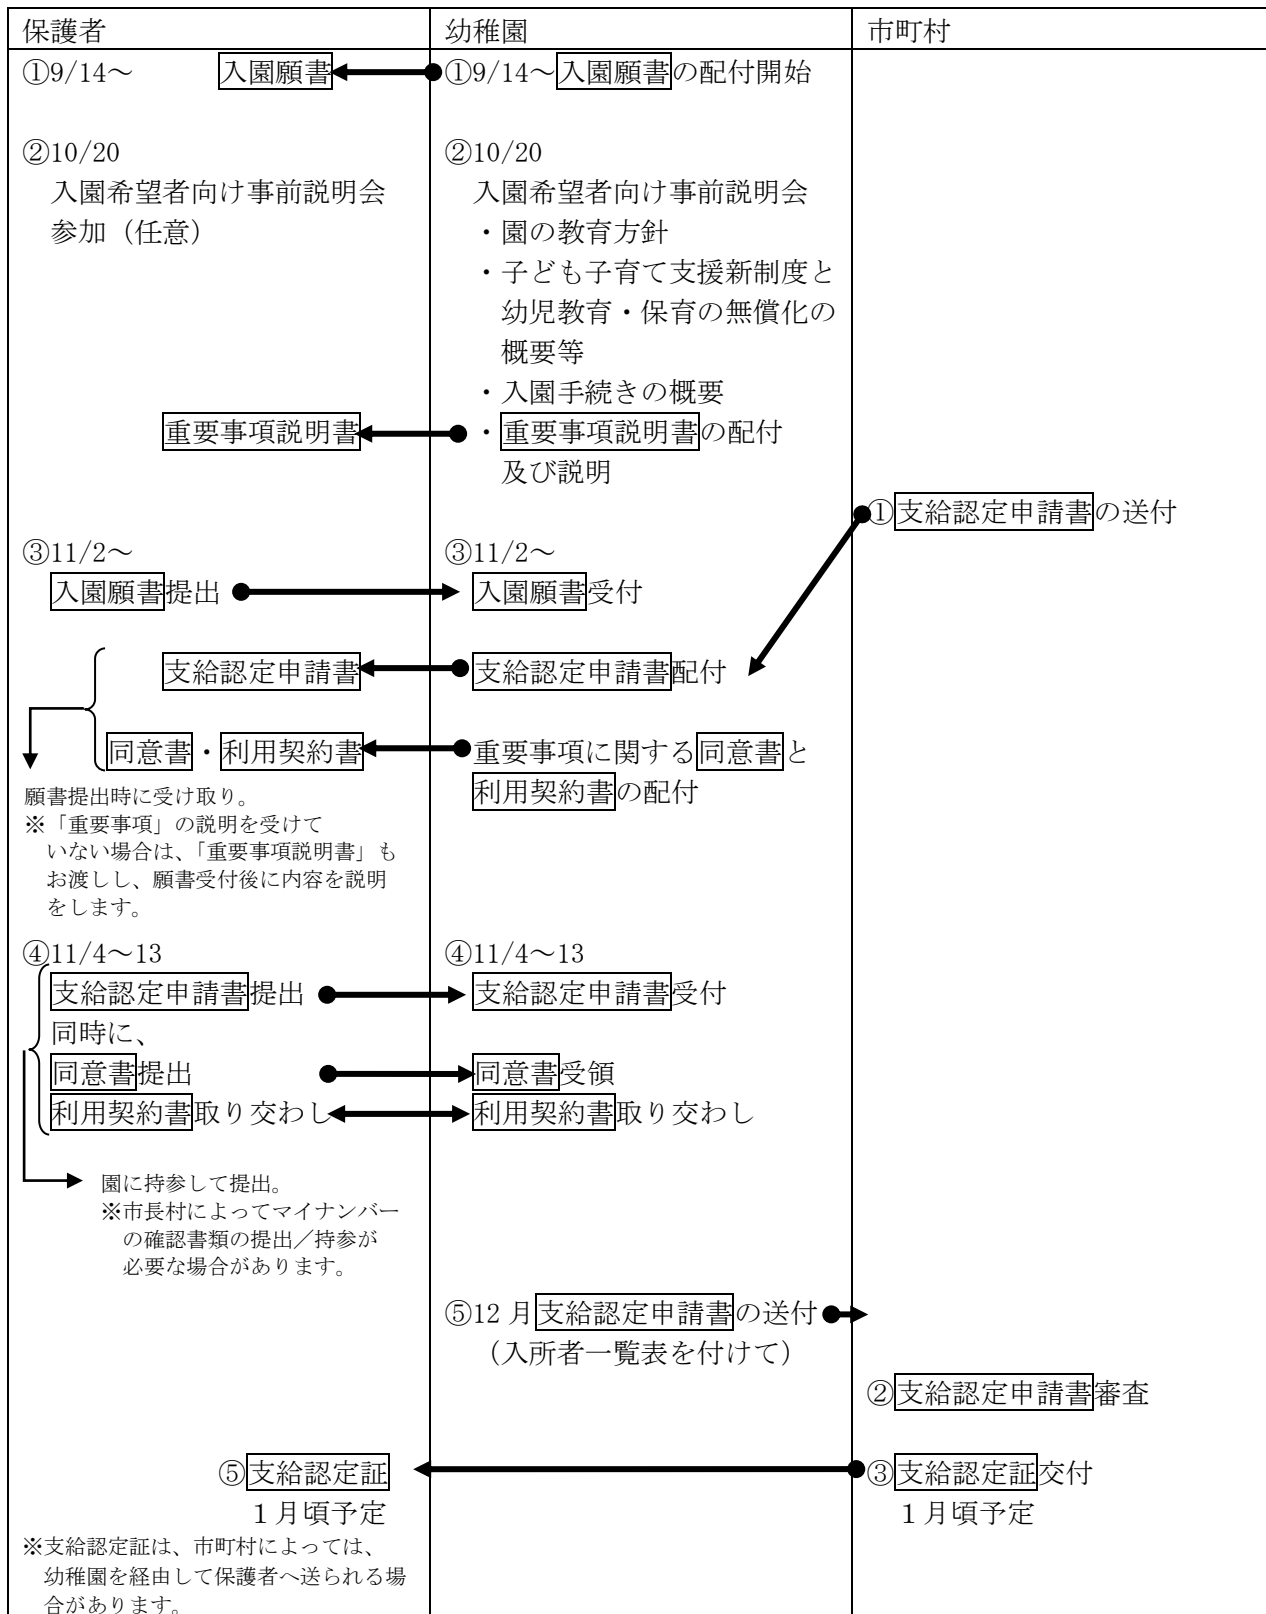 保護者
幼稚園
市町村
①9/14～ 入園願書
①9/14～入園願書の配付開始
②10/20
入園希望者向け事前説明会
参加（任意）
②10/20
入園希望者向け事前説明会
・園の教育方針
・子ども子育て支援新制度と
幼児教育・保育の無償化の
概要等
・入園手続きの概要
重要事項説明書
・重要事項説明書の配付
及び説明
①支給認定申請書の送付
③11/2～
入園願書提出
③11/2～
入園願書受付
支給認定申請書
支給認定申請書配付
同意書・利用契約書
重要事項に関する同意書と
利用契約書の配付
願書提出時に受け取り。
※「重要事項」の説明を受けて
いない場合は、「重要事項説明書」も
お渡しし、願書受付後に内容を説明
をします。
④11/4～13
支給認定申請書提出
同時に、
同意書提出
利用契約書取り交わし
④11/4～13
支給認定申請書受付
同意書受領
利用契約書取り交わし
園に持参して提出。
※市長村によってマイナンバー
の確認書類の提出／持参が
必要な場合があります。
⑤12月支給認定申請書の送付
（入所者一覧表を付けて）
②支給認定申請書審査
⑤支給認定証
１月頃予定
③支給認定証交付
１月頃予定
※支給認定証は、市町村によっては、
幼稚園を経由して保護者へ送られる場
合があります。